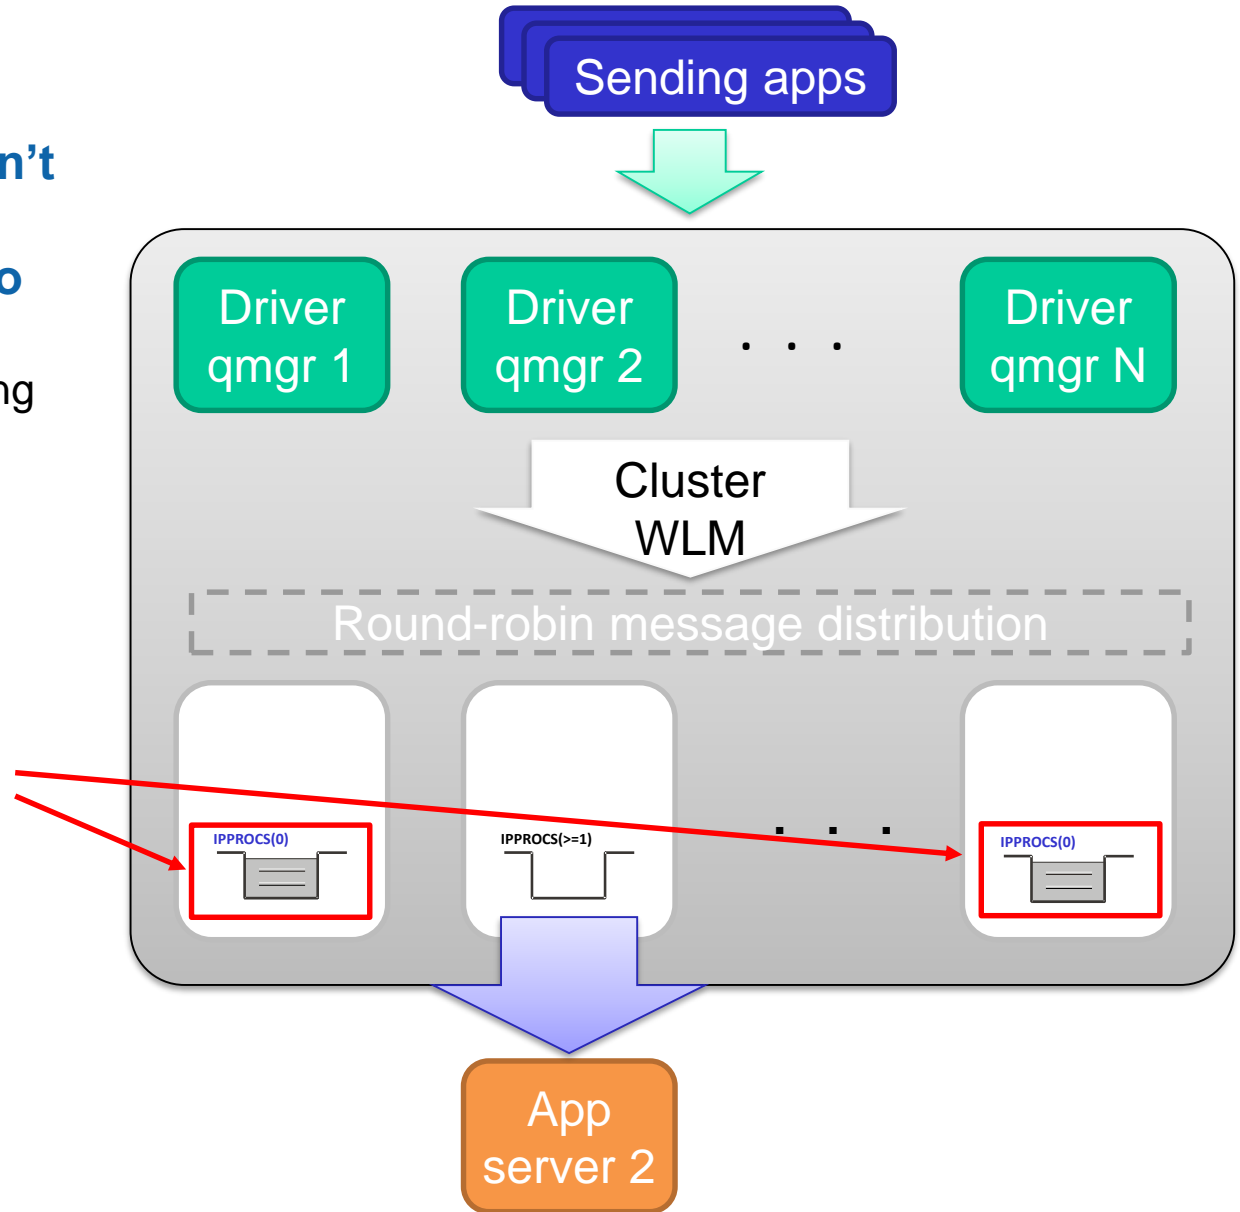 Sending apps
n’t
o
ng
Driver
qmgr 1
Driver
qmgr 2
. . .
Driver
qmgr N
Cluster
WLM
Round-robin message distribution
IPPROCS(0)
IPPROCS(>=1)
. . .
IPPROCS(0)
App
server 2